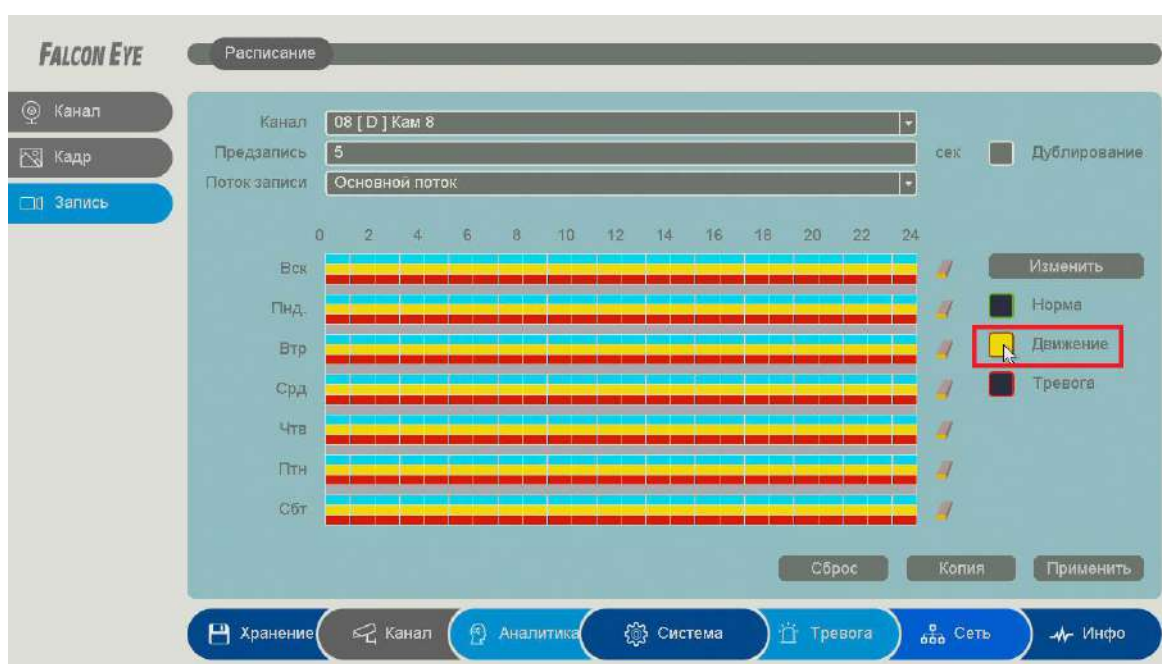 FALCON EYE
Расписание
Канал
Кадр
Запись
Канал 08 [ D ] Кам 8
Предзапись 5 сек Дублирование
Поток записи Основной поток
0 2 4 6 8 10 12 14 16 18 20 22 24
Вск Изменить
Пнд. Норма
Втр Движение
Срд Тревога
Чтв
Птн
Сбт
Сброс Копия Применить
Хранение Канал Аналитика Система Тревога Сеть Инфо